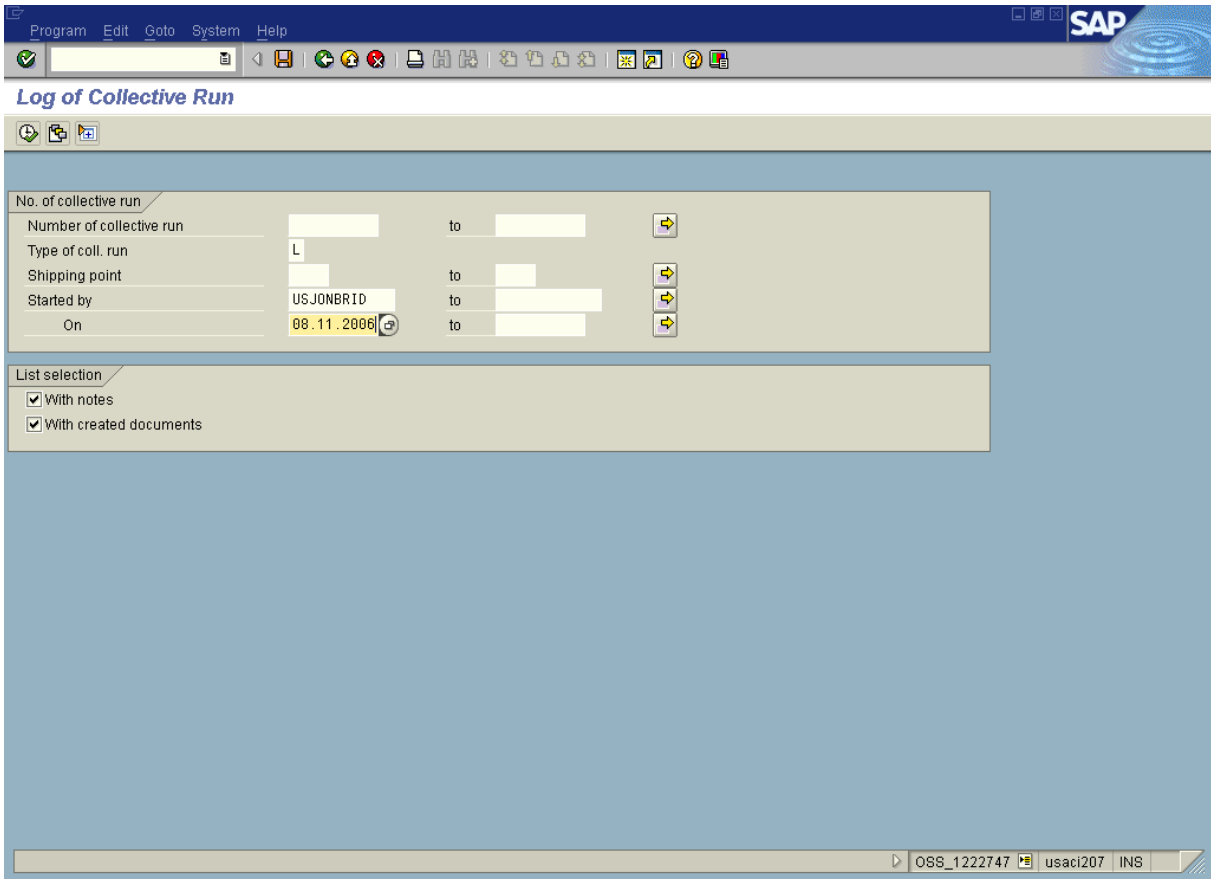 Program Edit Goto System Help
SAP
Log of Collective Run
No. of collective run
Number of collective run to
Type of coll. run L
Shipping point to
Started by USJONBRID to
On 08.11.2006 to
List selection
With notes
With created documents
OSS_1222747 usaci207 INS